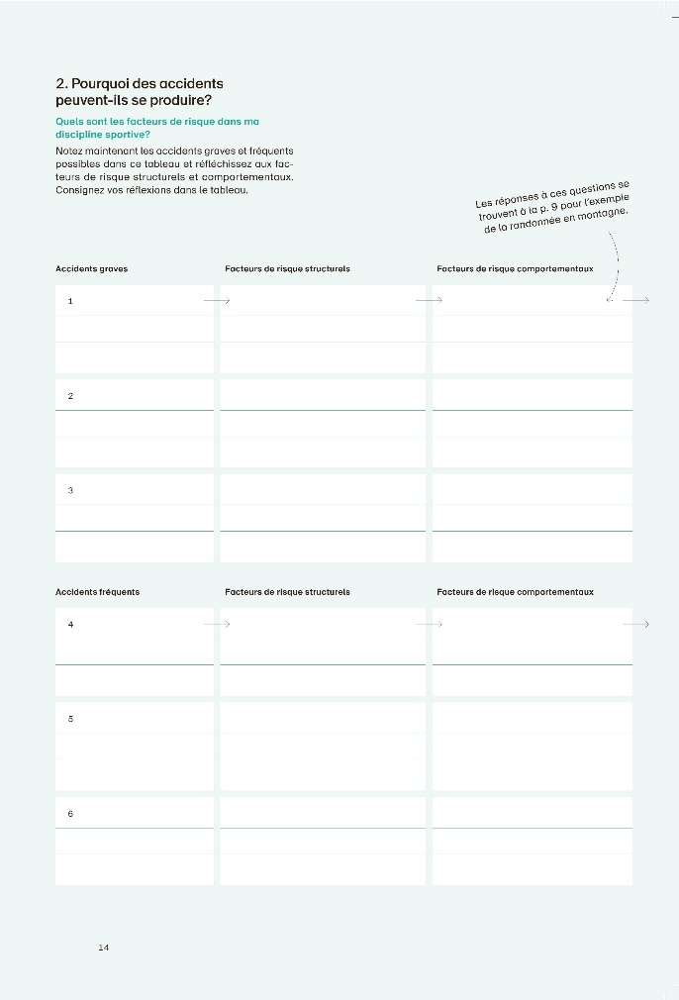 2. Pourquoi des accidents
peuvent-ils se produire?
Quels sont les facteurs de risque dans ma
discipline sportive?
Notez maintenant les accidents graves et fréquents
possibles dans ce tableau et réfléchissez aux fac-
teurs de risque structurels et comportementaux.
Consignez vos réflexions dans le tableau.
Les réponses à ces questions se
trouvent à la p. 9 pour l'exemple
de la randonnée en montagne.
Accidents graves Facteurs de risque structurels Facteurs de risque comportementaux
1
2
3
Accidents fréquents Facteurs de risque structurels Facteurs de risque comportementaux
4
5
6
14